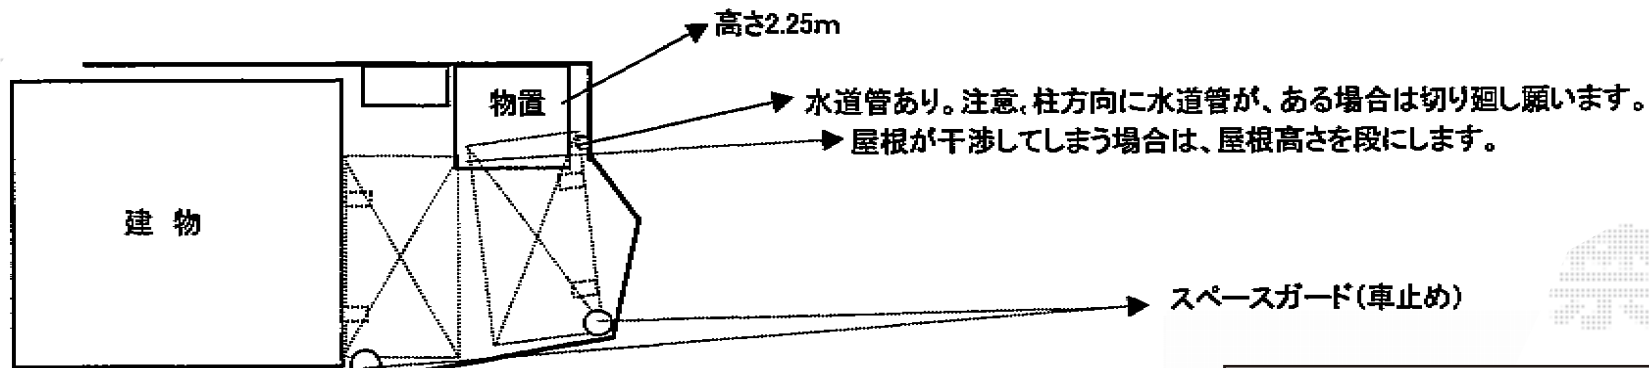 高さ2.25m
物置
水道管あり。注意、柱方向に水道管が、ある場合は切り廻し願います。
屋根が干渉してしまう場合は、屋根高さを段にします。
建物
スペースガード(車止め)